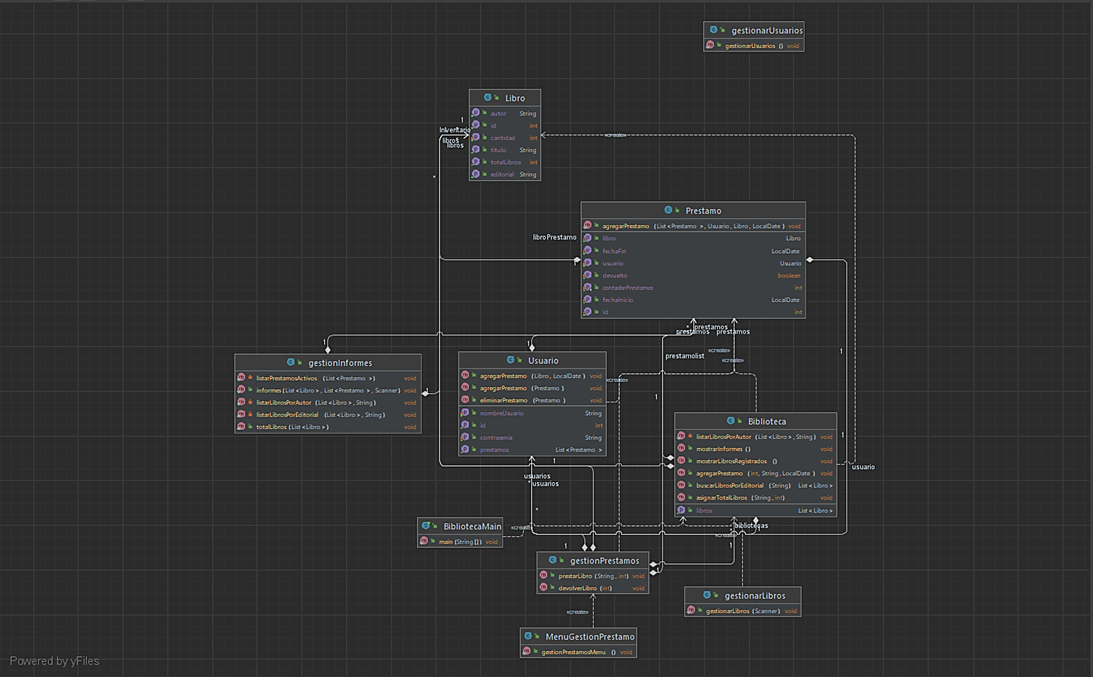 gestionarUsuarios
gestionarUsuarios () void
Libro
autor String
id int
cantidad int
titulo String
totalLibros int
editorial String
1
Inventario
libros
libros
*
«create»
Prestamo
agregarPrestamo (List <Prestamo >, Usuario, Libro, LocalDate ) void
libro Libro
fechaFin LocalDate
usuario Usuario
devuelto boolean
contadorPrestamos int
fechaInicio LocalDate
id int
libroPrestamo
1
* prestamos
prestamos prestamos
«create»
prestamolist
«create»
1
1
1
1
gestionInformes
listarPrestamosActivos (List <Prestamo >) void
informes (List <Libro >, List <Prestamo >, Scanner) void
listarLibrosPorAutor (List <Libro >, String) void
listarLibrosPorEditorial (List <Libro >, String) void
totalLibros (List <Libro >) void
1
Usuario
agregarPrestamo (Libro, LocalDate ) void
agregarPrestamo (Prestamo ) void
eliminarPrestamo (Prestamo ) void
nombreUsuario String
id int
contrasenia String
prestamos List <Prestamo >
«create»
Biblioteca
listarLibrosPorAutor (List <Libro >, String) void
mostrarInformes () void
mostrarLibrosRegistrados () void
agregarPrestamo (int, String, LocalDate ) void
buscarLibrosPorEditorial (String) List <Libro >
asignarTotalLibros (String, int) void
libros List <Libro >
1
1
usuario
usuarios
* usuarios
*
BibliotecaMain
main (String []) void
«create»
bibliotecas
«create»
1
1
gestionPrestamos
prestarLibro (String, int) void
devolverLibro (int) void
1
gestionarLibros
gestionarLibros (Scanner) void
«create»
MenuGestionPrestamo
gestionPrestamosMenu () void
Powered by yFiles